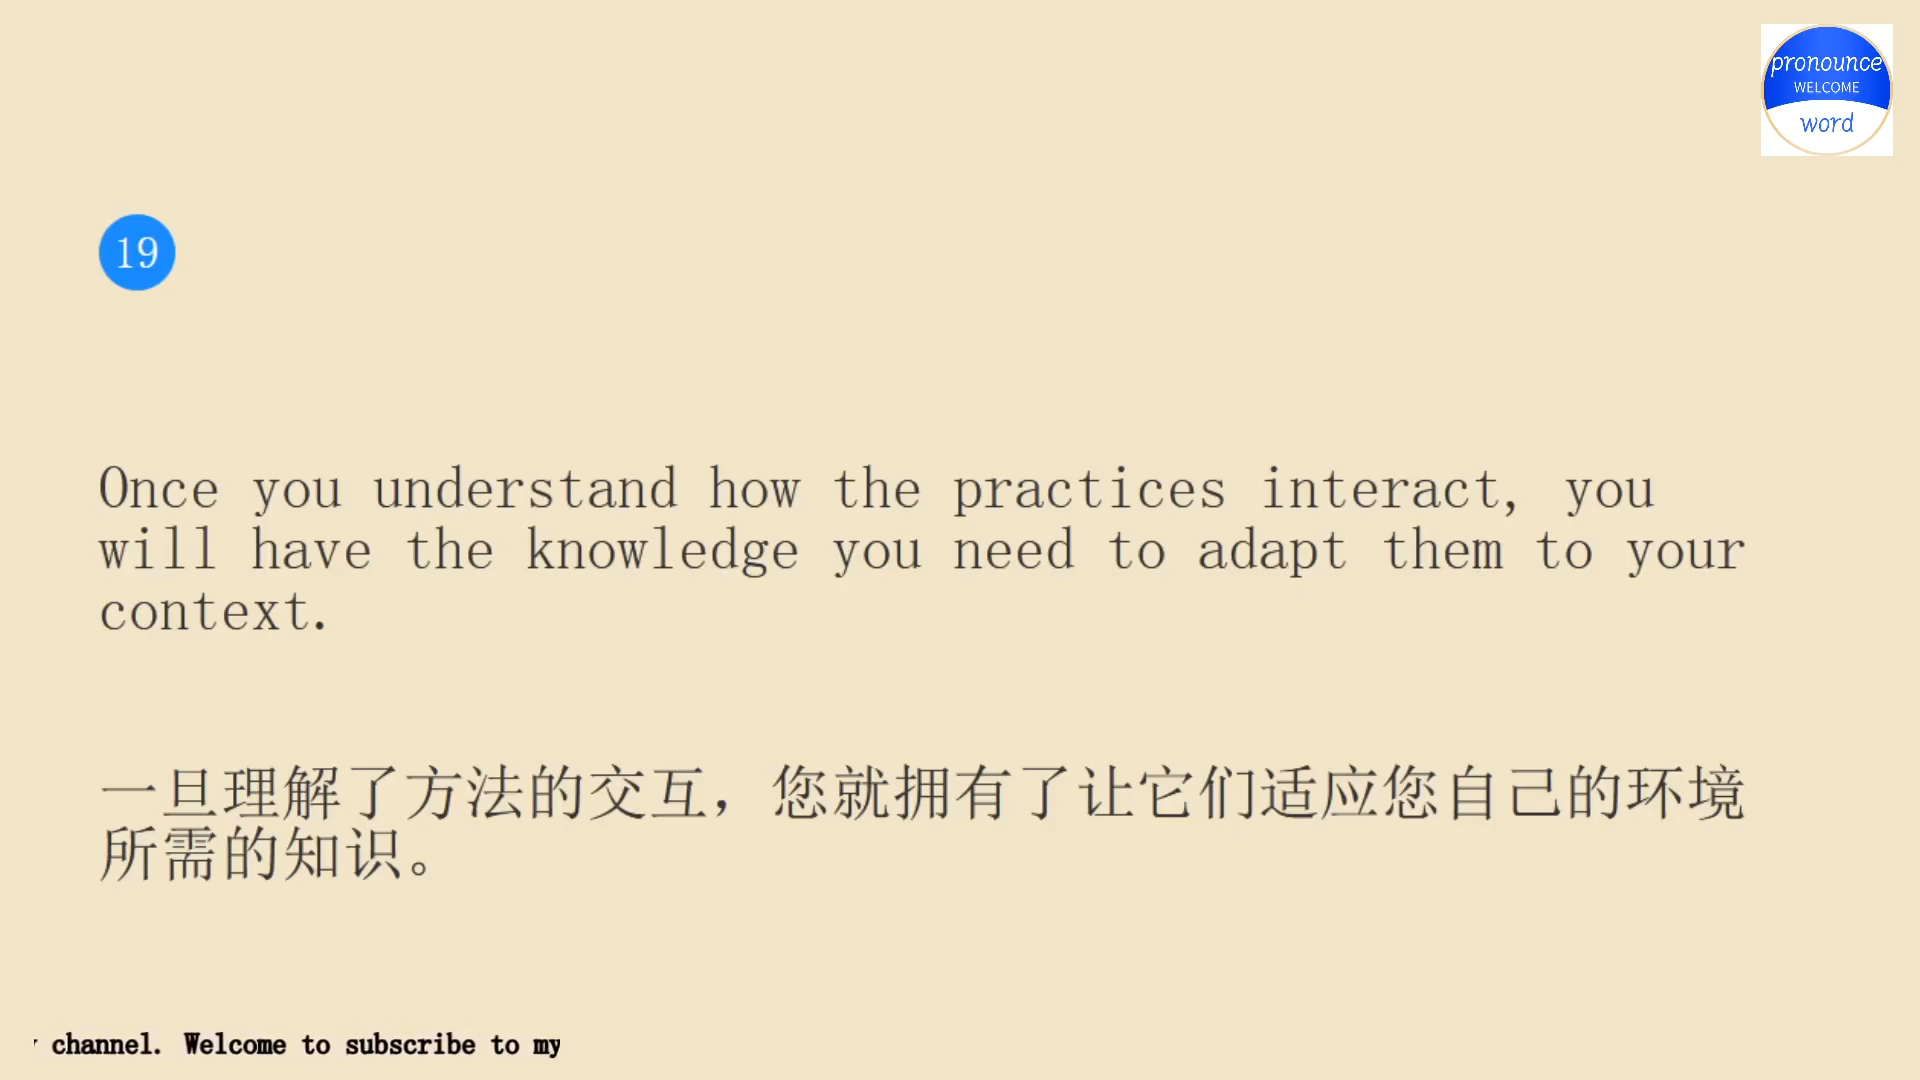 pronounce
WELCOME
word
19
Once you understand how the practices interact, you
will have the knowledge you need to adapt them to your
context.
一旦理解了方法的交互，您就拥有了让它们适应您自己的环境
所需的知识。
channel. Welcome to subscribe to my